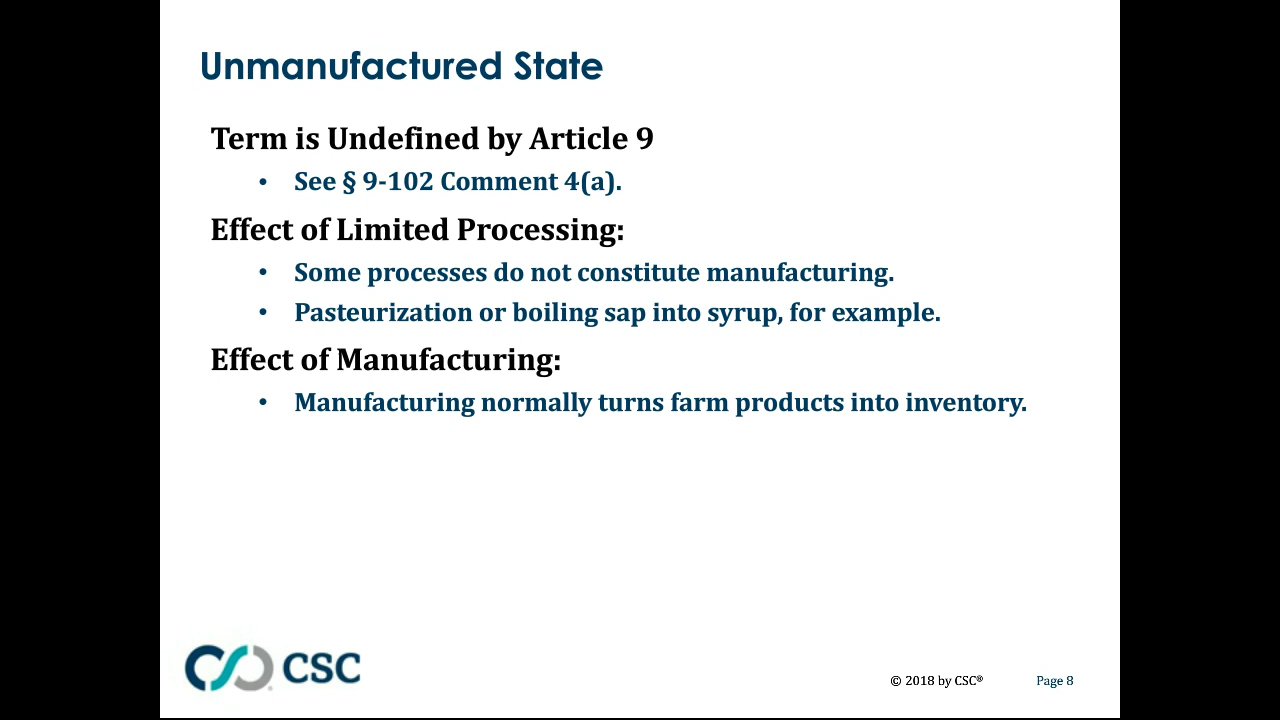 Unmanufactured State
Term is Undefined by Article 9
• See § 9-102 Comment 4(a).
Effect of Limited Processing:
• Some processes do not constitute manufacturing.
• Pasteurization or boiling sap into syrup, for example.
Effect of Manufacturing:
• Manufacturing normally turns farm products into inventory.
CSC
© 2018 by CSC® Page 8